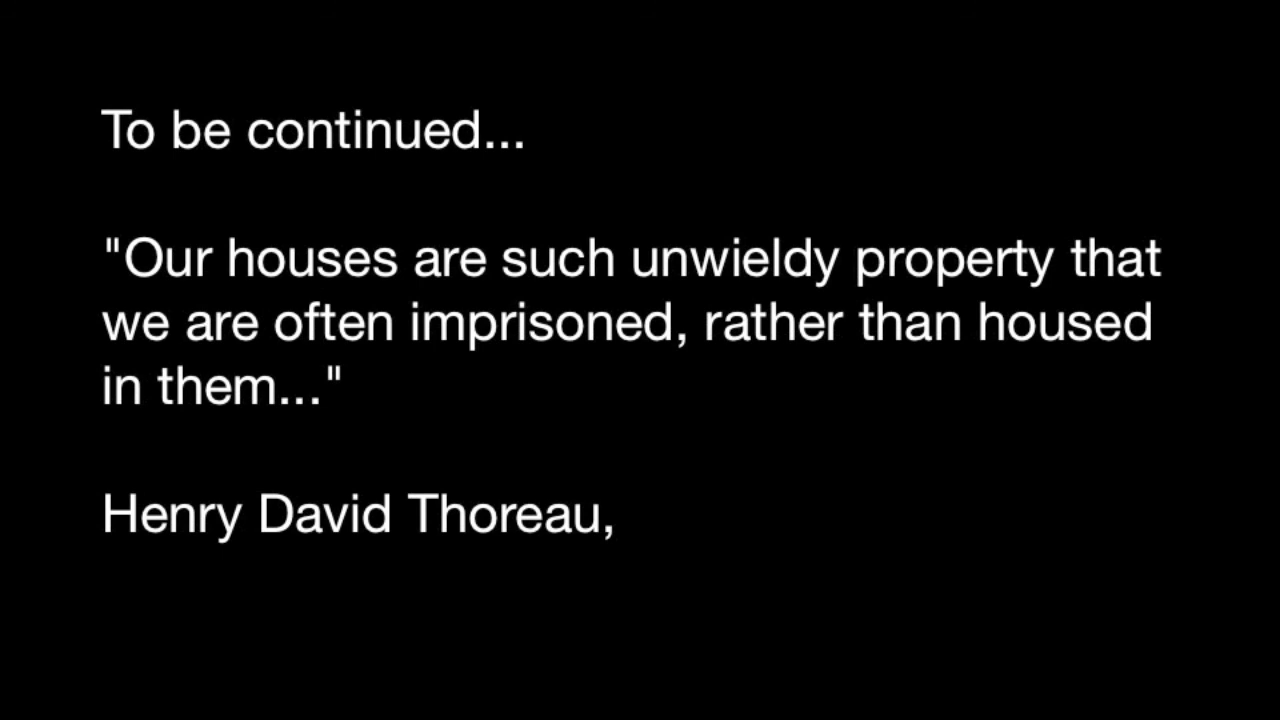 To be continued...
"Our houses are such unwieldy property that
we are often imprisoned, rather than housed
in them..."
Henry David Thoreau,